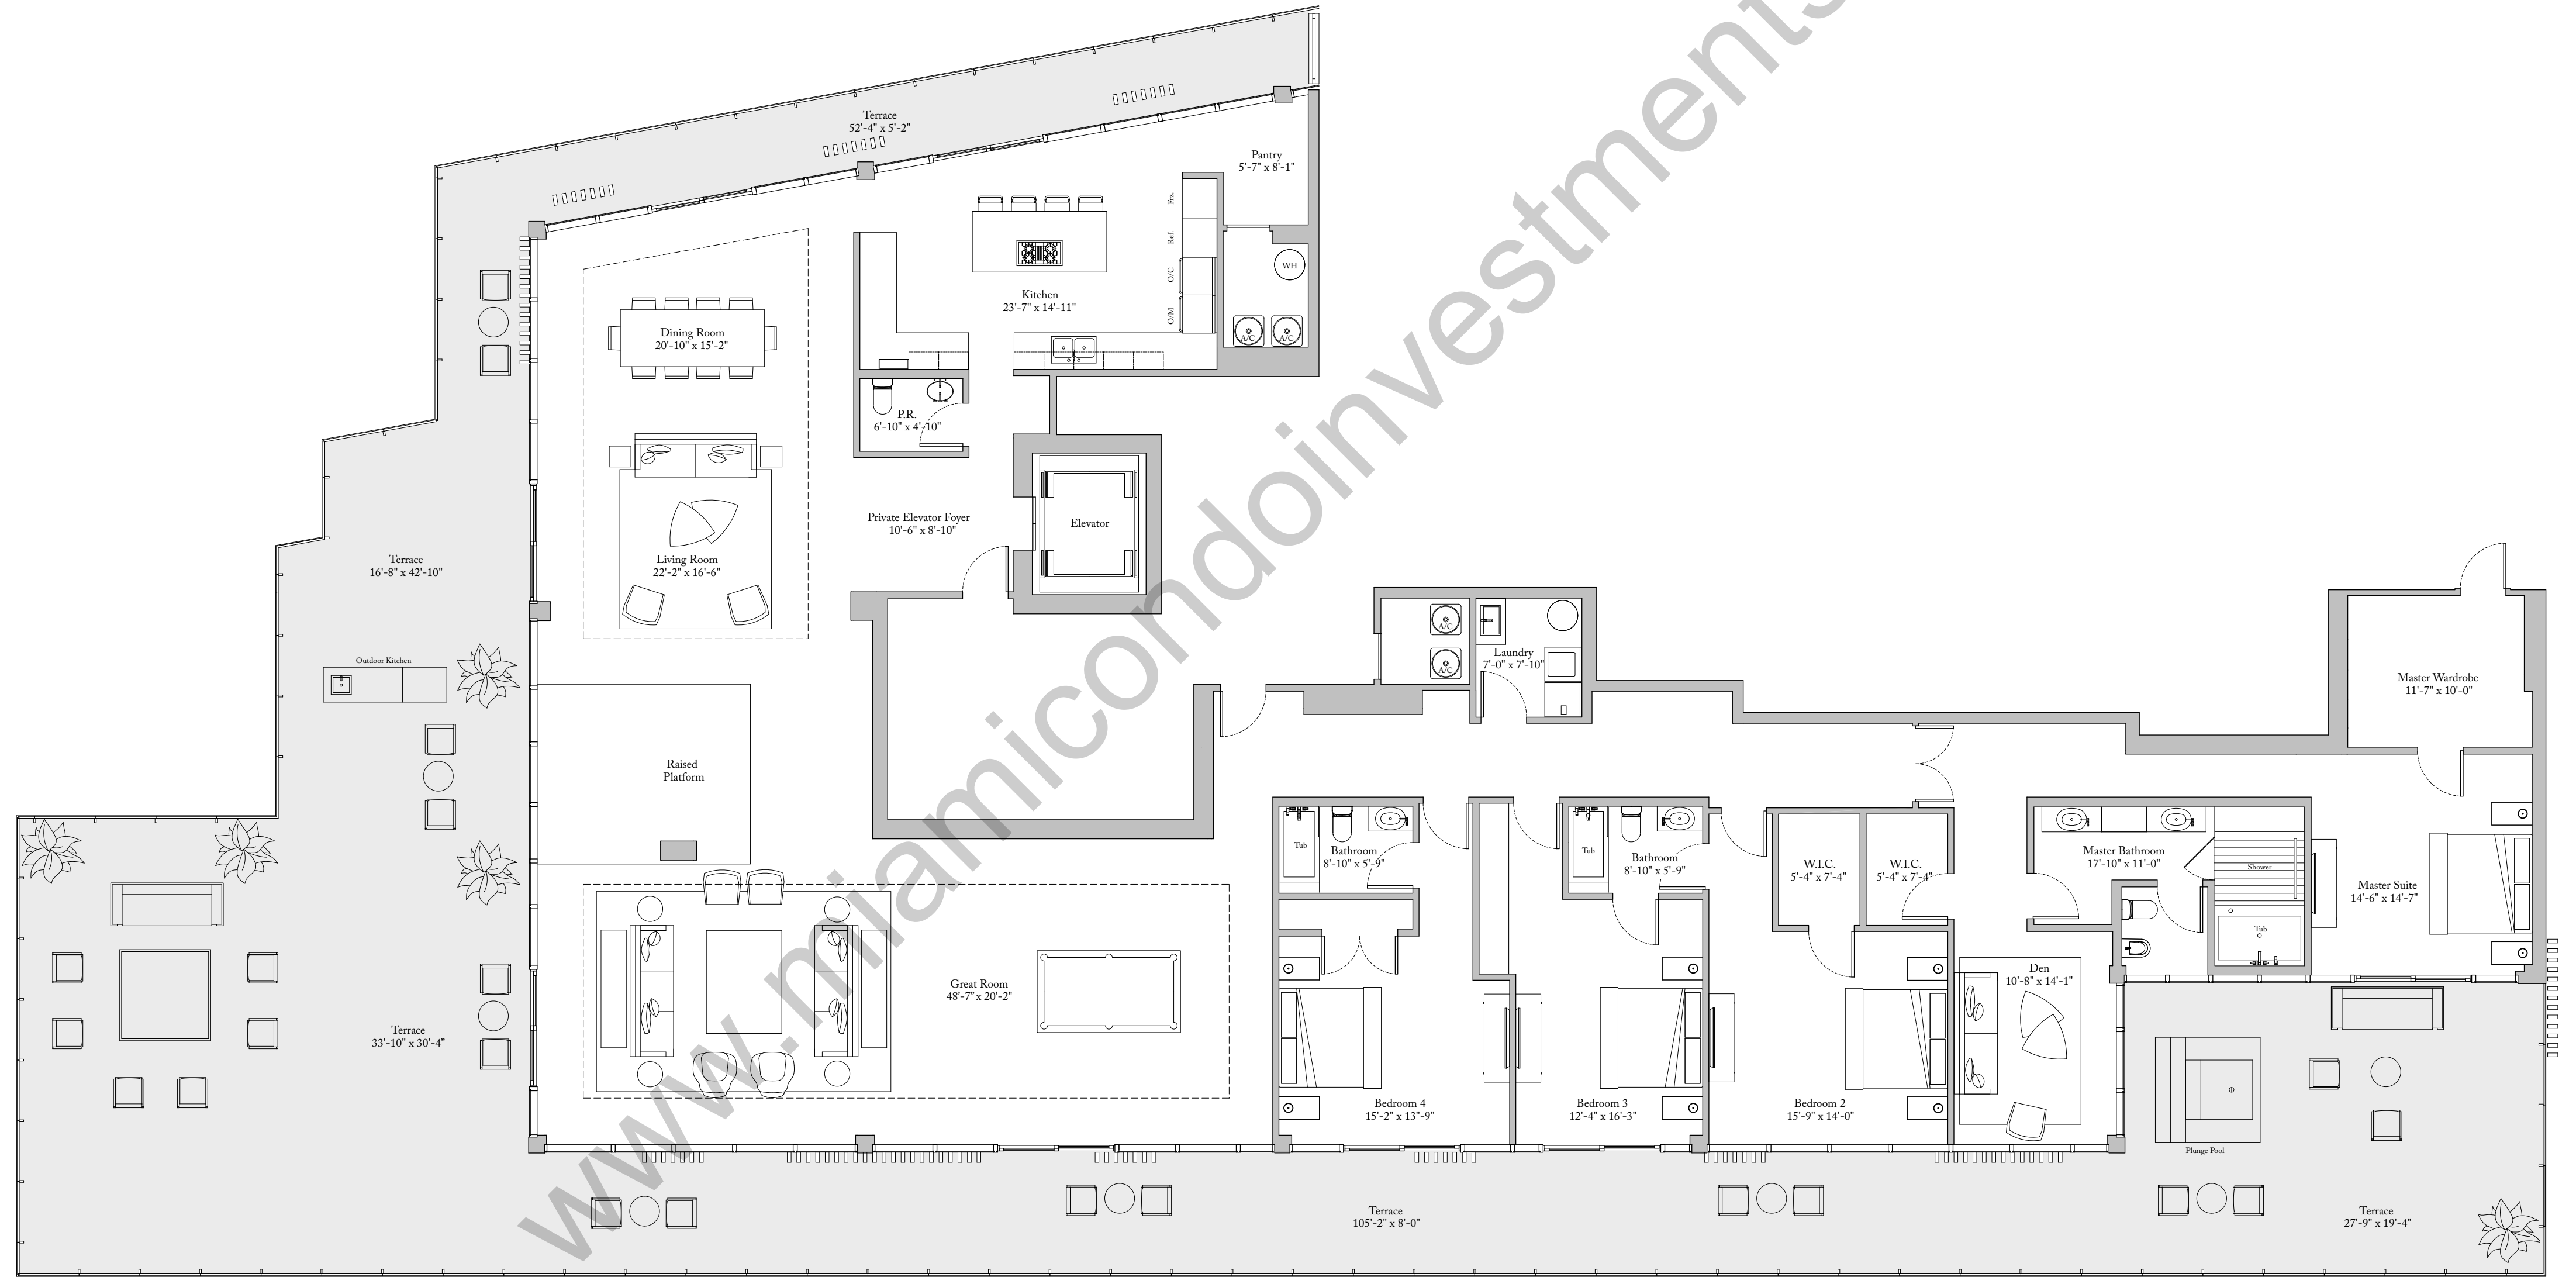 Terrace
52'-4" x 5'-2"
Pantry
5'-7" x 8'-1"
Frz.
Ref.
O/C
O/M
WH
A/C
A/C
Kitchen
23'-7" x 14'-11"
Dining Room
20'-10" x 15'-2"
P.R.
6'-10" x 4'-10"
Private Elevator Foyer
10'-6" x 8'-10"
Elevator
Living Room
22'-2" x 16'-6"
Terrace
16'-8" x 42'-10"
Outdoor Kitchen
A/C
A/C
Laundry
7'-0" x 7'-10"
Master Wardrobe
11'-7" x 10'-0"
Raised
Platform
Tub
Bathroom
8'-10" x 5'-9"
Tub
Bathroom
8'-10" x 5'-9"
W.I.C.
5'-4" x 7'-4"
W.I.C.
5'-4" x 7'-4"
Master Bathroom
17'-10" x 11'-0"
Shower
Tub
Master Suite
14'-6" x 14'-7"
Great Room
48'-7" x 20'-2"
Den
10'-8" x 14'-1"
Terrace
33'-10" x 30'-4"
Bedroom 4
15'-2" x 13"-9"
Bedroom 3
12'-4" x 16'-3"
Bedroom 2
15'-9" x 14'-0"
Plunge Pool
Terrace
105'-2" x 8'-0"
Terrace
27'-9" x 19'-4"
www.miamicondoinvestments